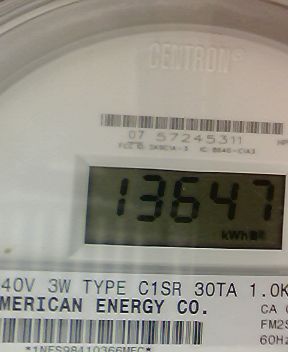 CENTRON®
07 57245311
13647
kWh
40V 3W TYPE C1SR 30TA 1.0K
MERICAN ENERGY CO.
CA
FM2S
60Hz